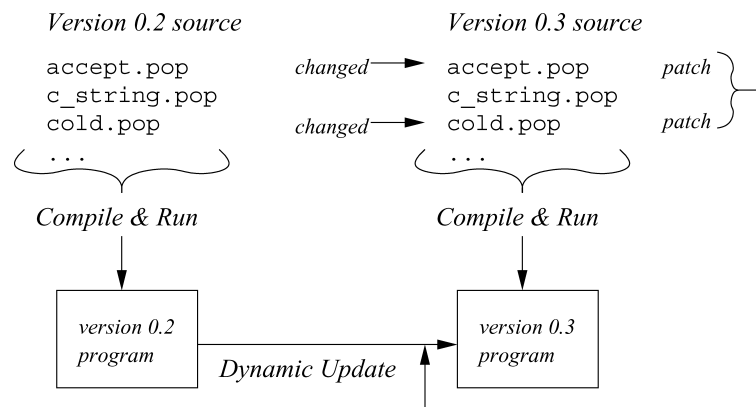 Version 0.2 source
Version 0.3 source
accept.pop
changed
accept.pop
patch
c_string.pop
c_string.pop
cold.pop
changed
cold.pop
patch
...
...
Compile & Run
Compile & Run
version 0.2
program
version 0.3
program
Dynamic Update